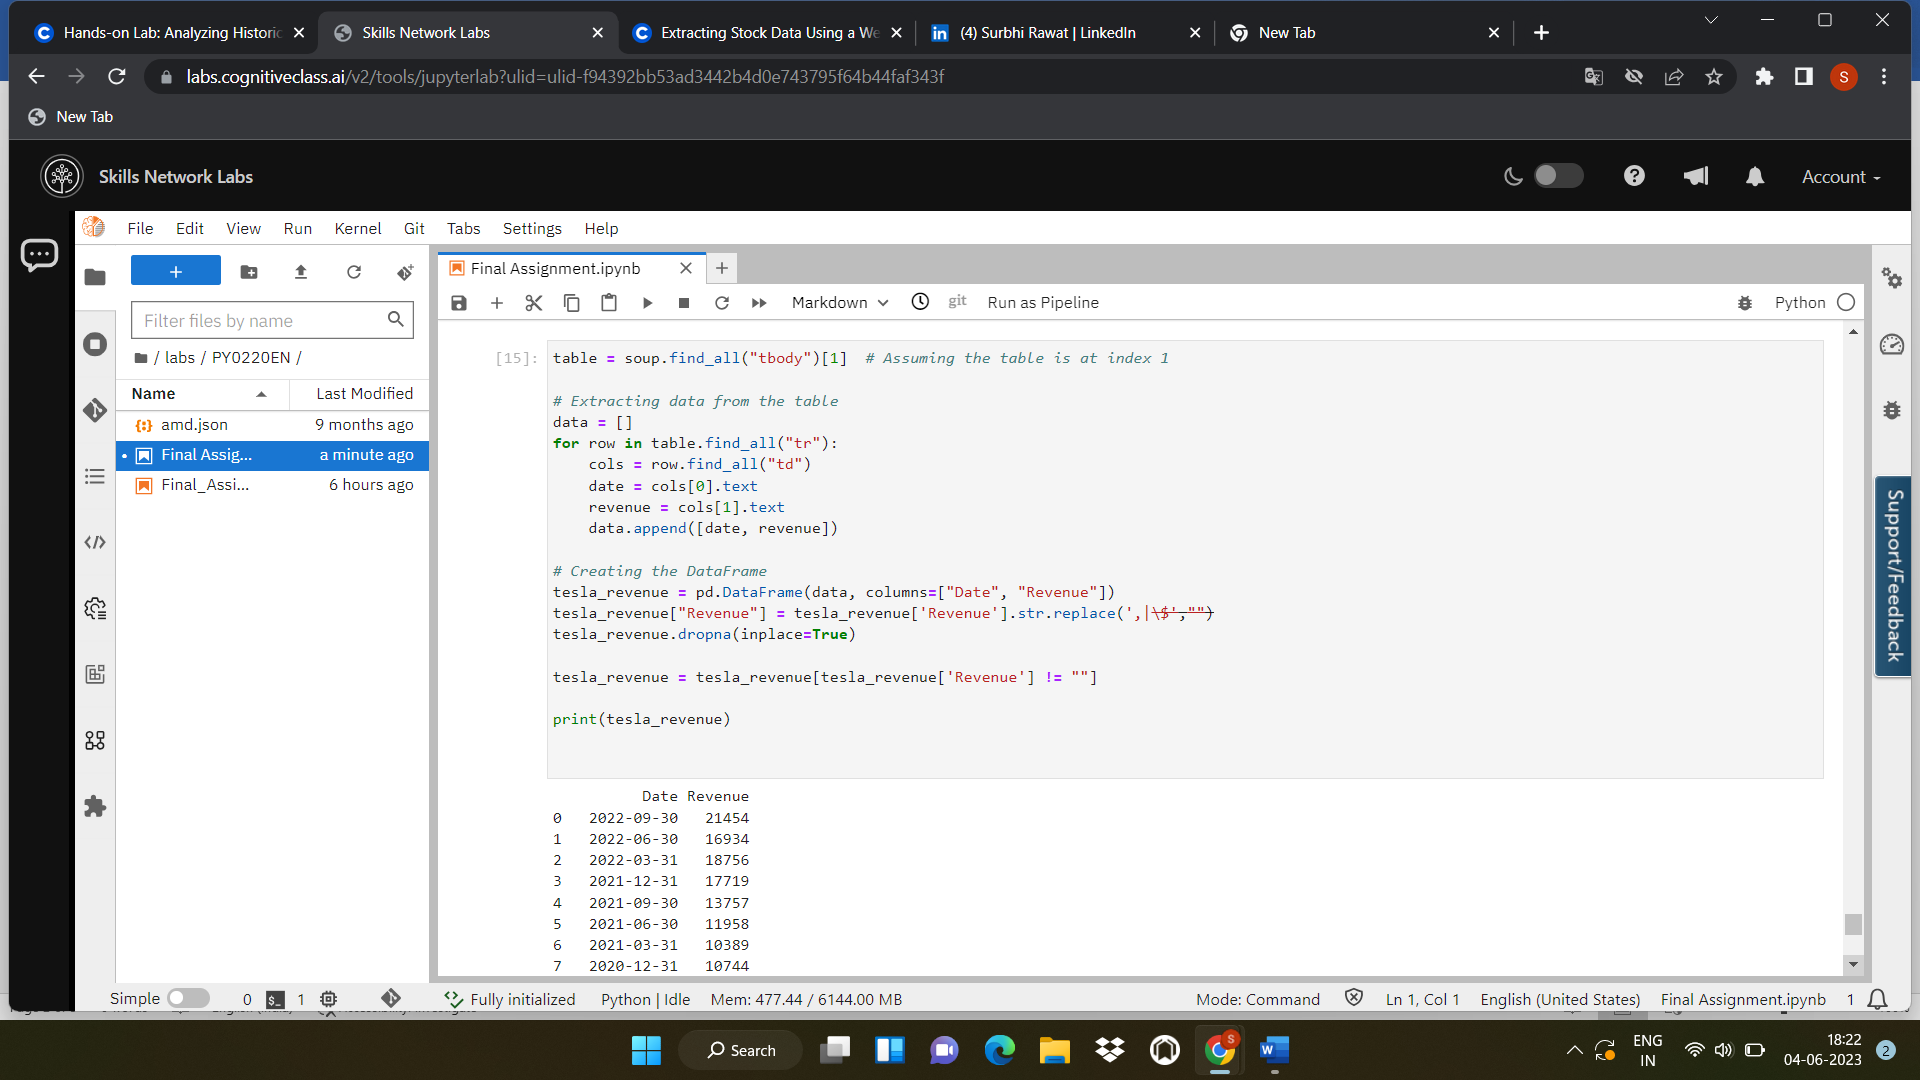 Hands-on Lab: Analyzing Historic
Skills Network Labs
Extracting Stock Data Using a We
(4) Surbhi Rawat | LinkedIn
New Tab
labs.cognitiveclass.ai/v2/tools/jupyterlab?ulid=ulid-f94392bb53ad3442b4d0e743795f64b44faf343f
S
New Tab
Skills Network Labs
Account
File Edit View Run Kernel Git Tabs Settings Help
Final Assignment.ipynb
Markdown git Run as Pipeline Python
Filter files by name
/ labs / PY0220EN /
Name Last Modified
amd.json 9 months ago
Final Assig... a minute ago
Final_Assi... 6 hours ago
[15]: table = soup.find_all("tbody")[1]  # Assuming the table is at index 1
# Extracting data from the table
data = []
for row in table.find_all("tr"):
    cols = row.find_all("td")
    date = cols[0].text
    revenue = cols[1].text
    data.append([date, revenue])
# Creating the DataFrame
tesla_revenue = pd.DataFrame(data, columns=["Date", "Revenue"])
tesla_revenue["Revenue"] = tesla_revenue['Revenue'].str.replace(',|\$',"")
tesla_revenue.dropna(inplace=True)
tesla_revenue = tesla_revenue[tesla_revenue['Revenue'] != ""]
print(tesla_revenue)
Date Revenue
0 2022-09-30 21454
1 2022-06-30 16934
2 2022-03-31 18756
3 2021-12-31 17719
4 2021-09-30 13757
5 2021-06-30 11958
6 2021-03-31 10389
7 2020-12-31 10744
Support/Feedback
Simple 0 $_ 1 Fully initialized Python | Idle Mem: 477.44 / 6144.00 MB Mode: Command Ln 1, Col 1 English (United States) Final Assignment.ipynb 1
Search
ENG
IN
18:22
04-06-2023
2